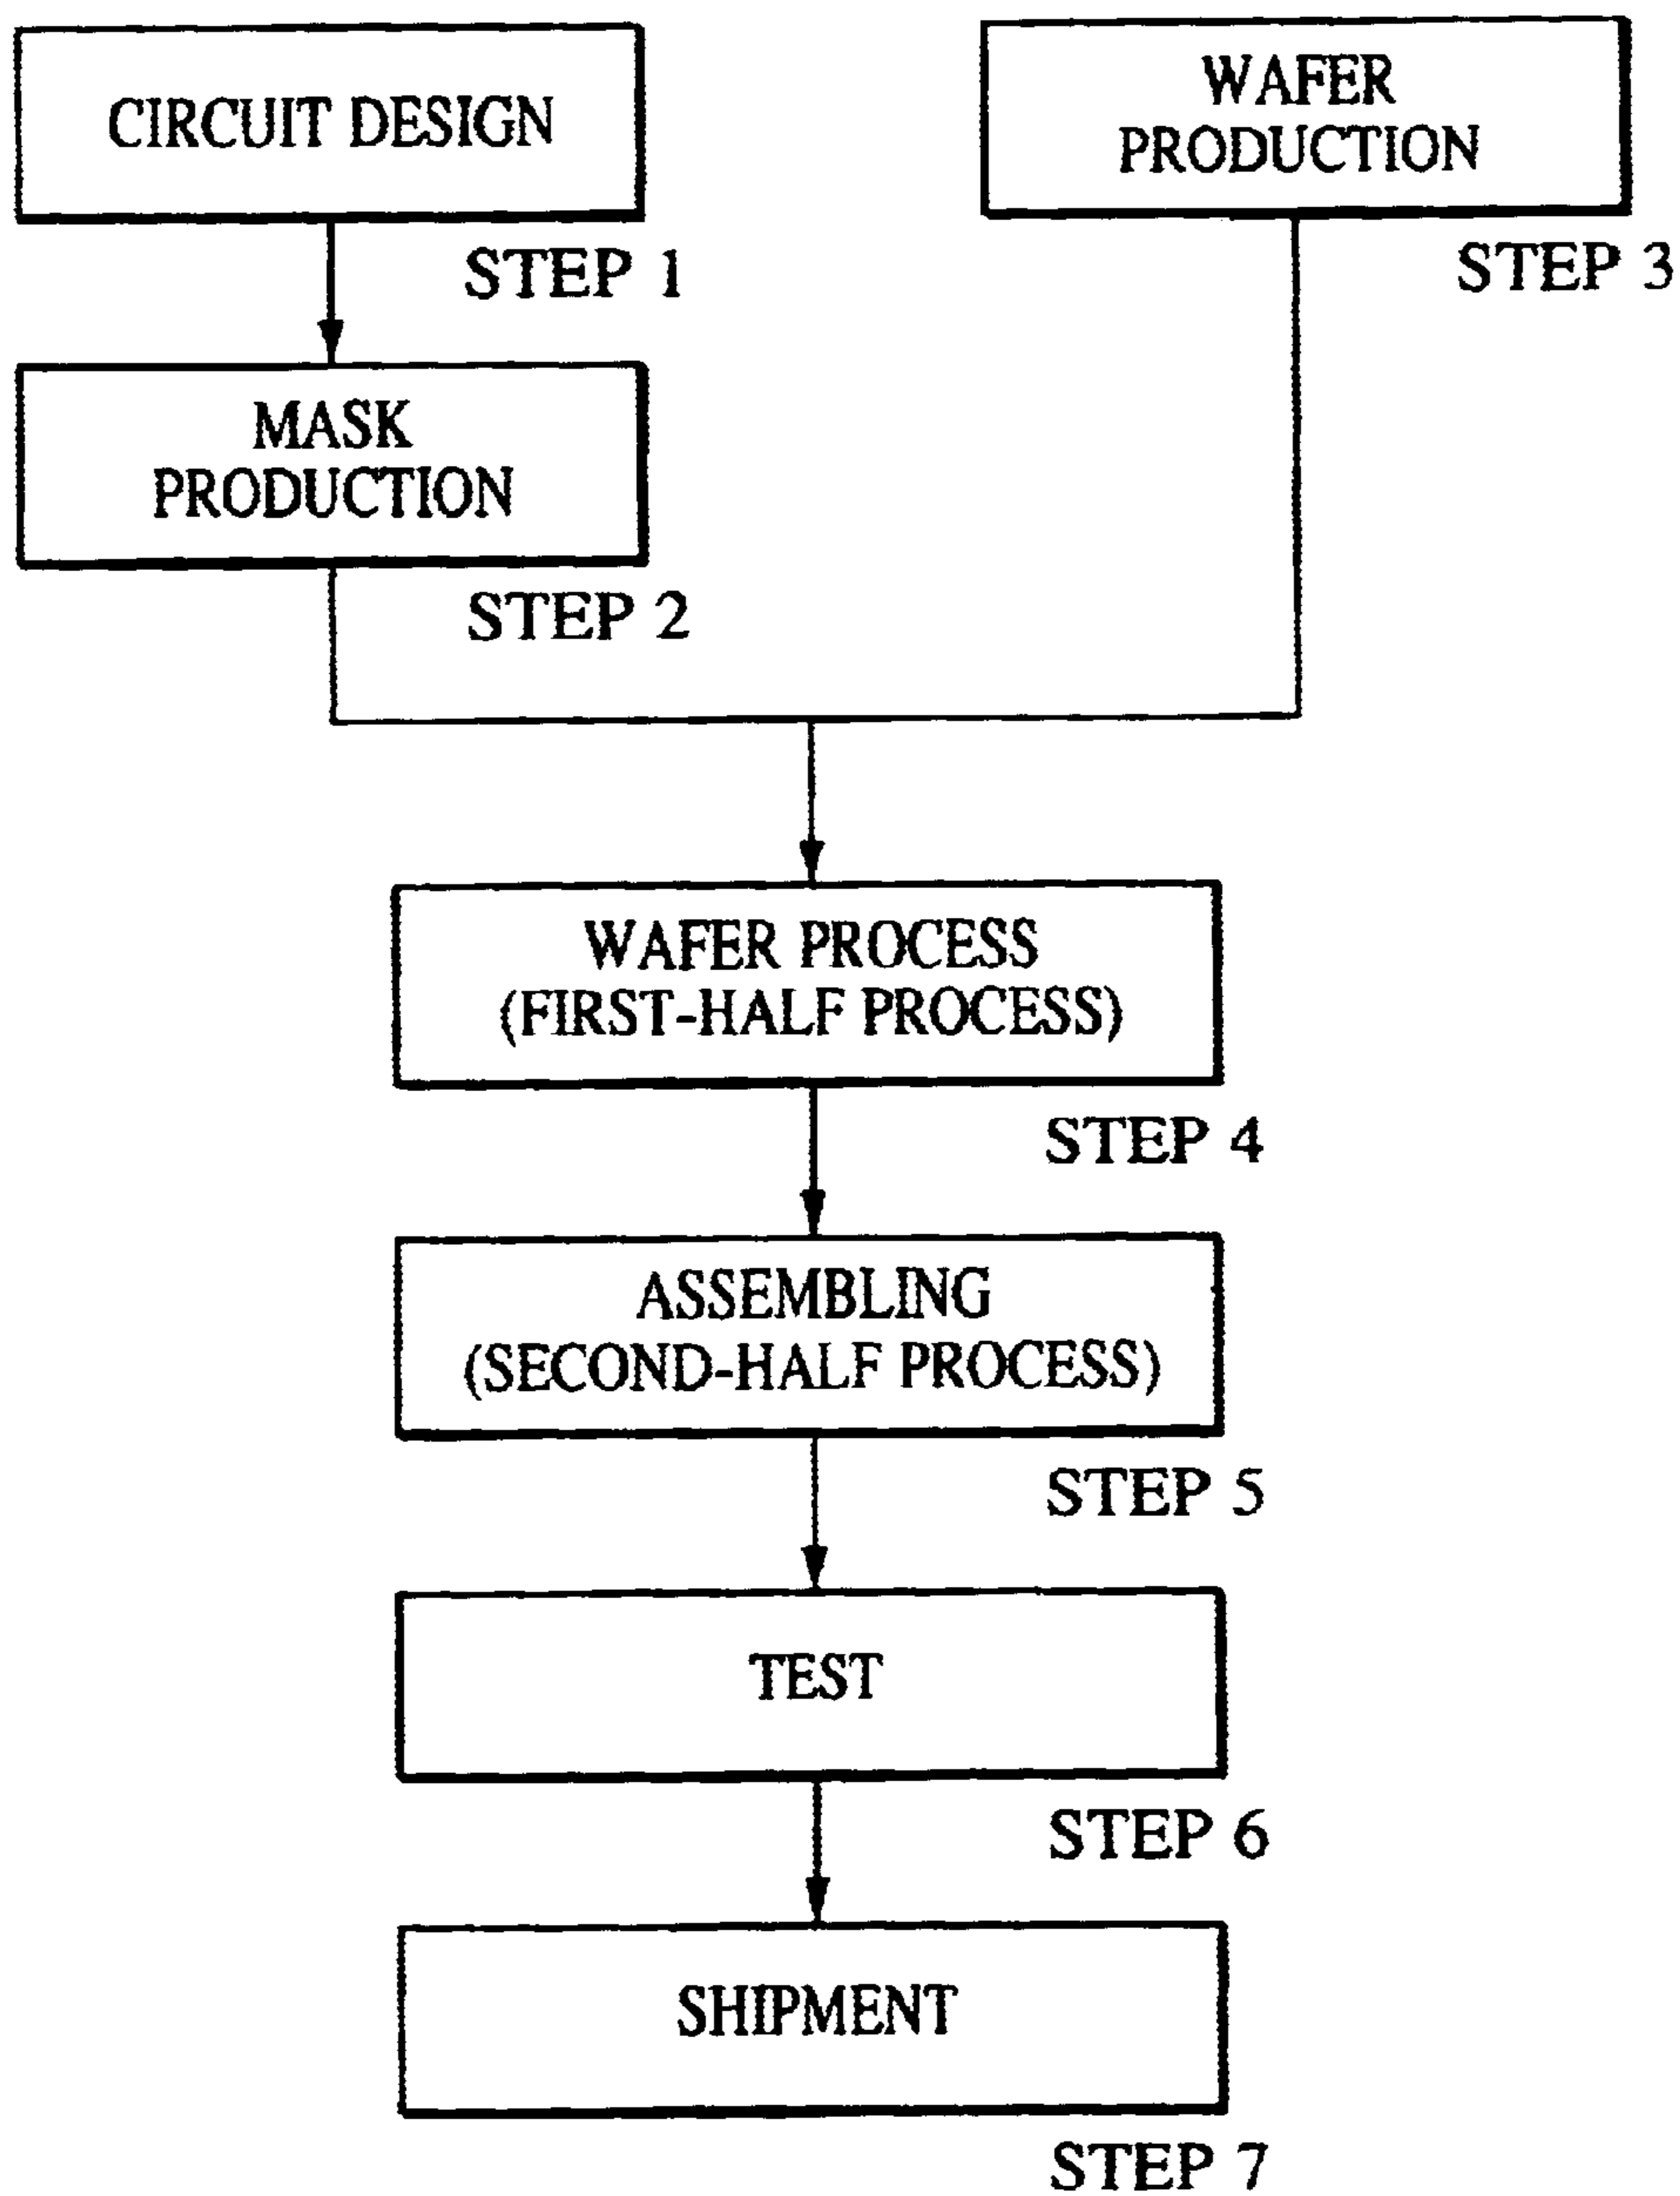 CIRCUIT DESIGN
STEP 1
MASK
PRODUCTION
STEP 2
WAFER
PRODUCTION
STEP 3
WAFER PROCESS
(FIRST-HALF PROCESS)
STEP 4
ASSEMBLING
(SECOND-HALF PROCESS)
STEP 5
TEST
STEP 6
SHIPMENT
STEP 7